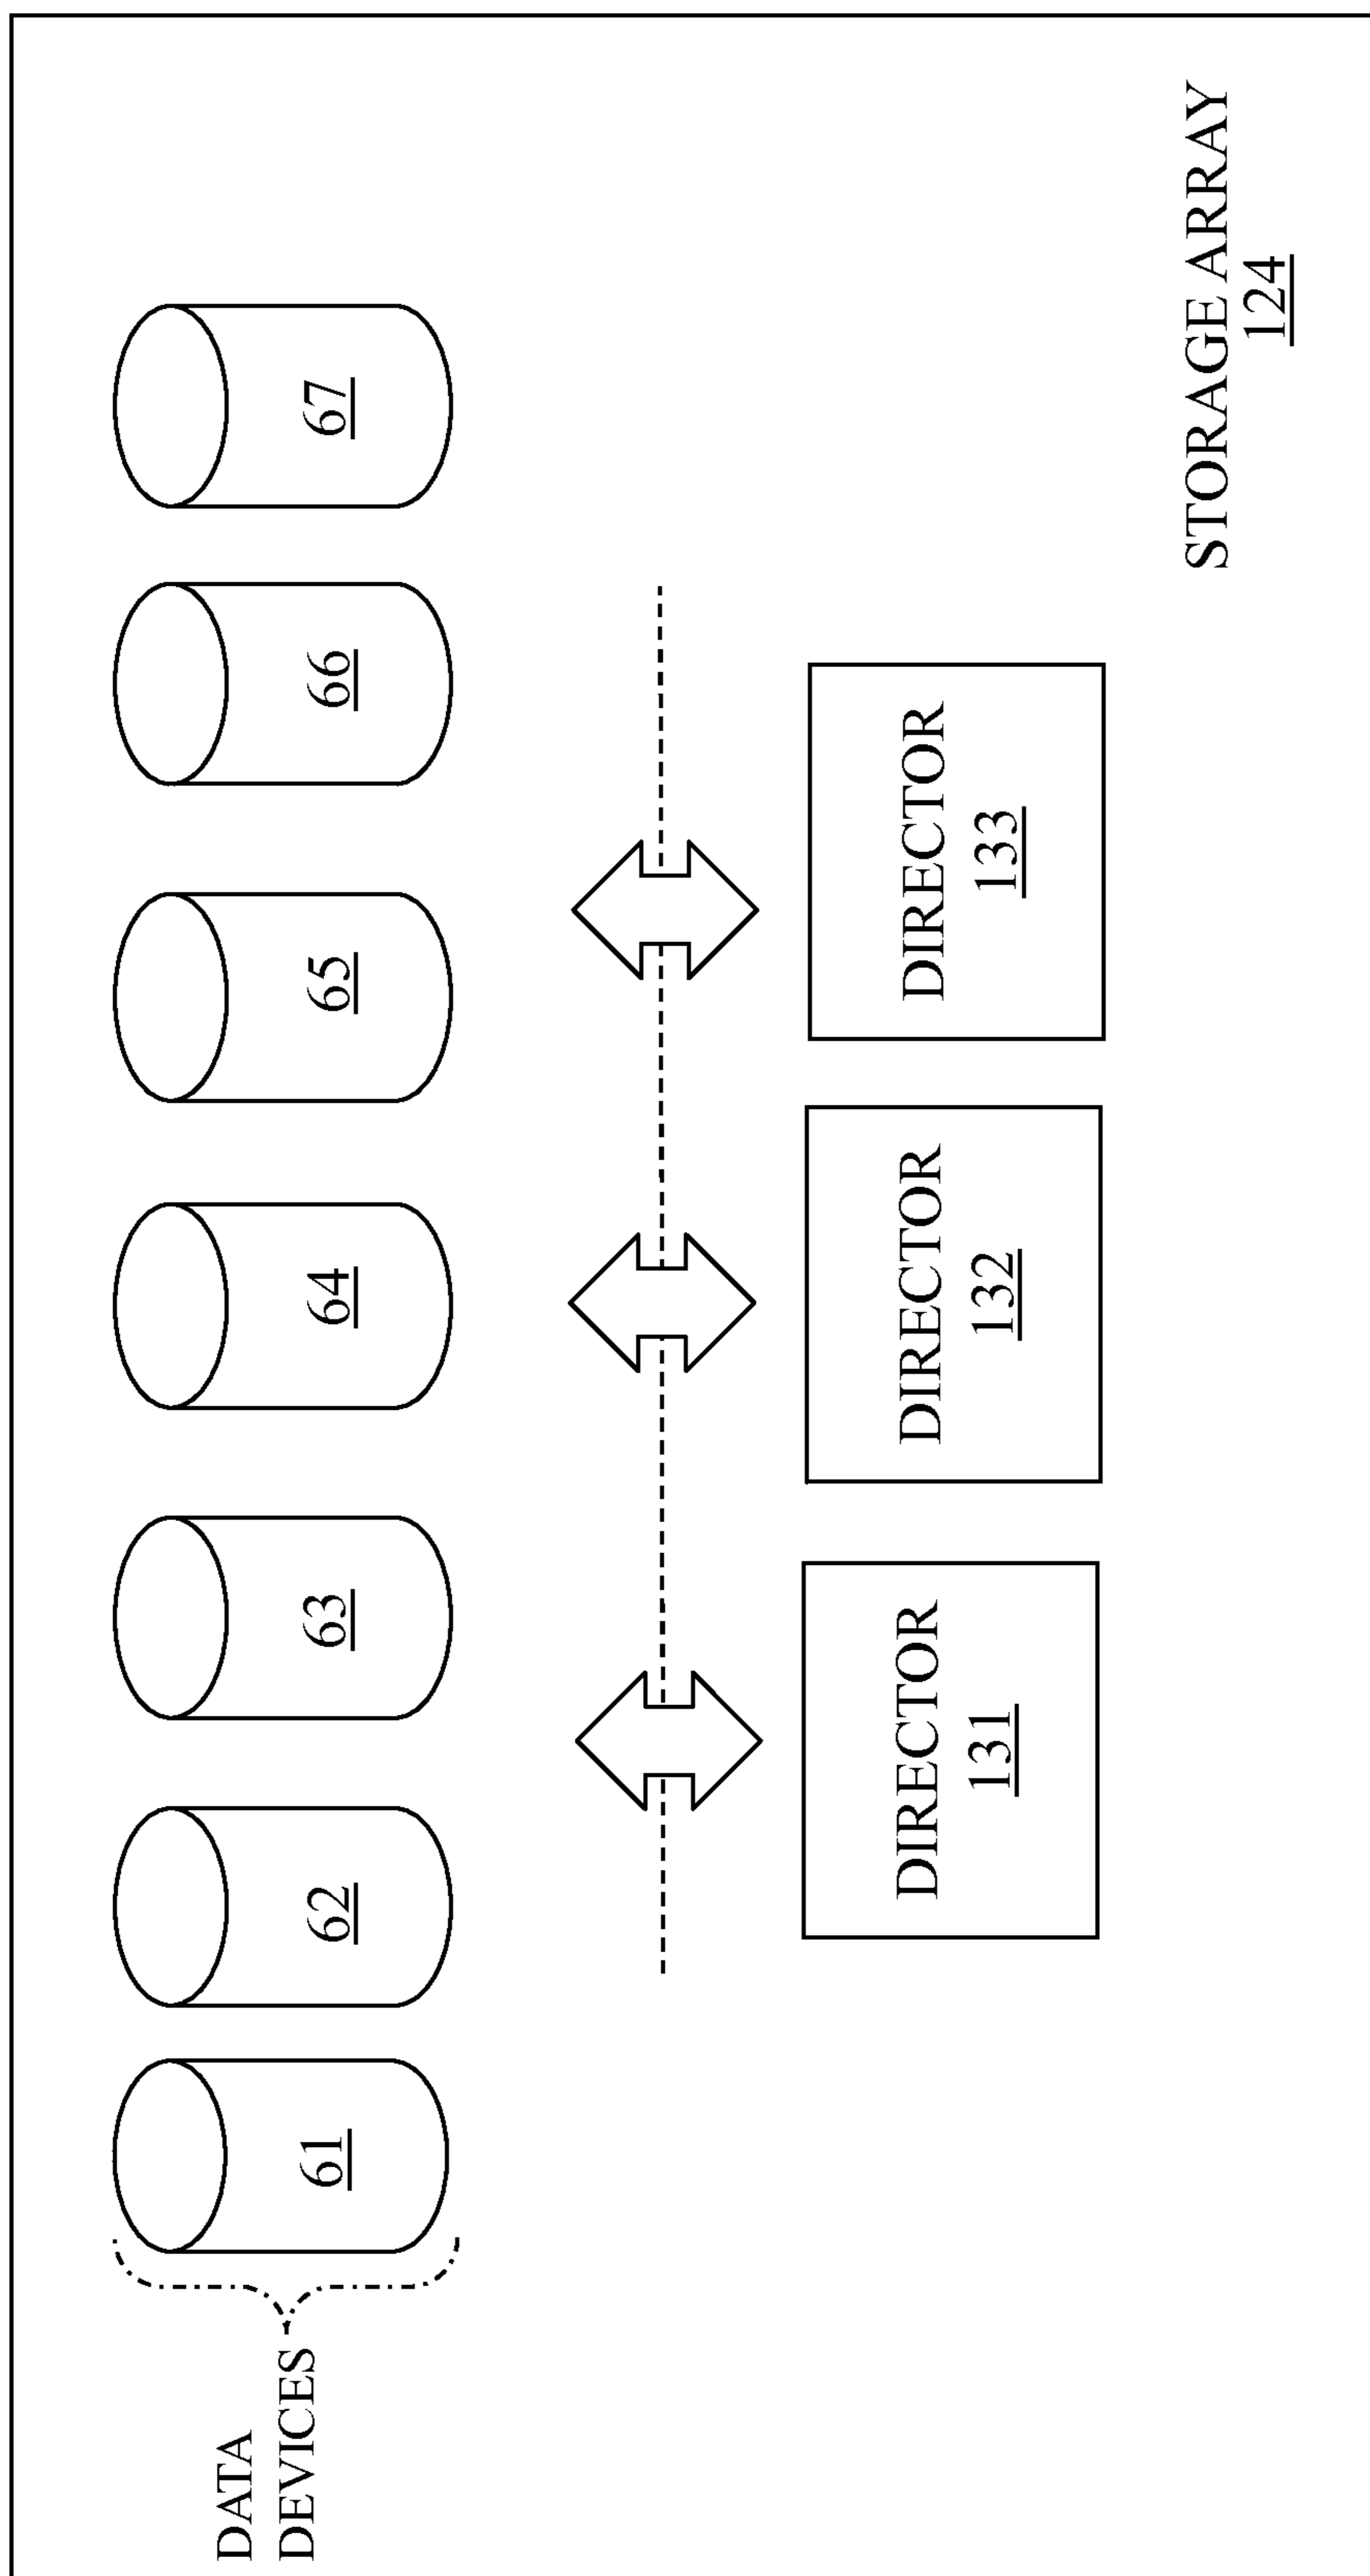 DATA
DEVICES
61
62
63
64
65
66
67
DIRECTOR
131
DIRECTOR
132
DIRECTOR
133
STORAGE ARRAY
124